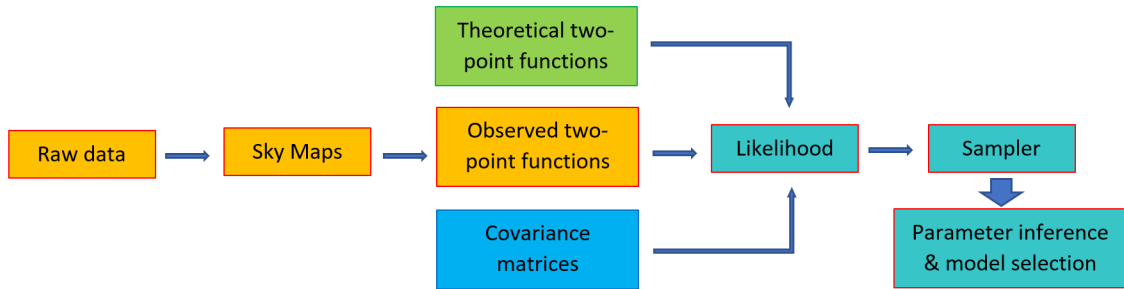 Theoretical two-
point functions
Raw data
Sky Maps
Observed two-
point functions
Likelihood
Sampler
Covariance
matrices
Parameter inference
& model selection